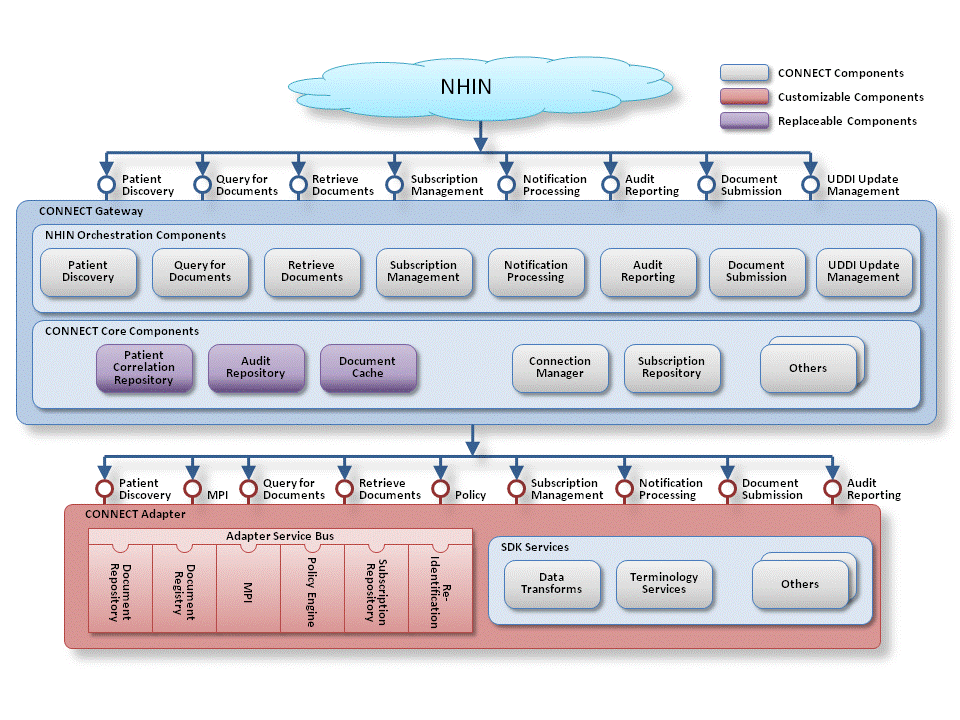 NHIN
CONNECT Components
Customizable Components
Replaceable Components
Patient
Discovery
Query for
Documents
Retrieve
Documents
Subscription
Management
Notification
Processing
Audit
Reporting
Document
Submission
UDDI Update
Management
CONNECT Gateway
NHIN Orchestration Components
Patient
Discovery
Query for
Documents
Retrieve
Documents
Subscription
Management
Notification
Processing
Audit
Reporting
Document
Submission
UDDI Update
Management
CONNECT Core Components
Patient
Correlation
Repository
Audit
Repository
Document
Cache
Connection
Manager
Subscription
Repository
Others
Patient
Discovery
MPI
Query for
Documents
Retrieve
Documents
Policy
Subscription
Management
Notification
Processing
Document
Submission
Audit
Reporting
CONNECT Adapter
Adapter Service Bus
Document
Repository
Document
Registry
MPI
Policy Engine
Subscription
Repository
Re-
Identification
SDK Services
Data
Transforms
Terminology
Services
Others